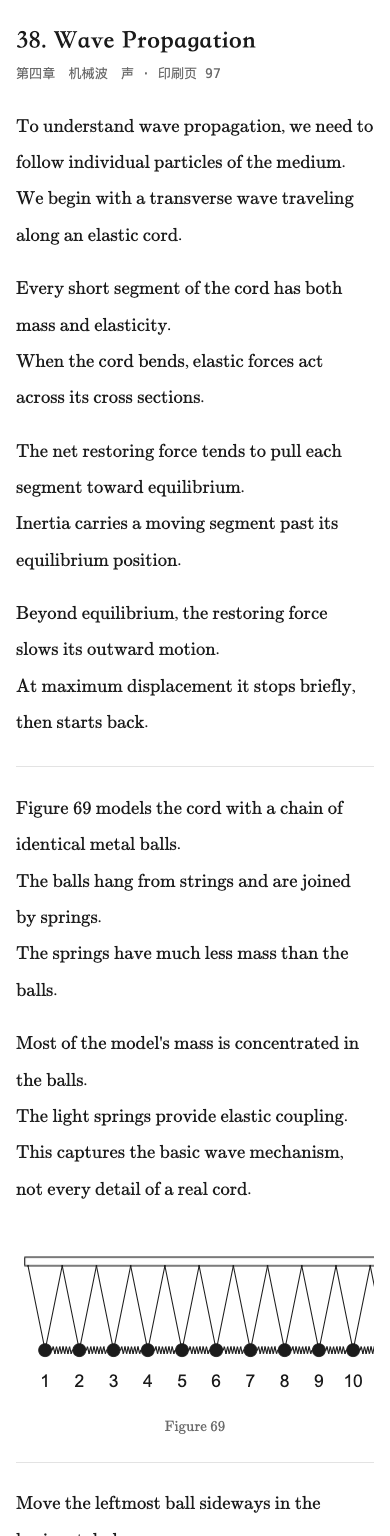 38. Wave Propagation
第四章 机械波 声 · 印刷页 97
To understand wave propagation, we need to
follow individual particles of the medium.
We begin with a transverse wave traveling
along an elastic cord.
Every short segment of the cord has both
mass and elasticity.
When the cord bends, elastic forces act
across its cross sections.
The net restoring force tends to pull each
segment toward equilibrium.
Inertia carries a moving segment past its
equilibrium position.
Beyond equilibrium, the restoring force
slows its outward motion.
At maximum displacement it stops briefly,
then starts back.
Figure 69 models the cord with a chain of
identical metal balls.
The balls hang from strings and are joined
by springs.
The springs have much less mass than the
balls.
Most of the model's mass is concentrated in
the balls.
The light springs provide elastic coupling.
This captures the basic wave mechanism,
not every detail of a real cord.
1 2 3 4 5 6 7 8 9 10
Figure 69
Move the leftmost ball sideways in the